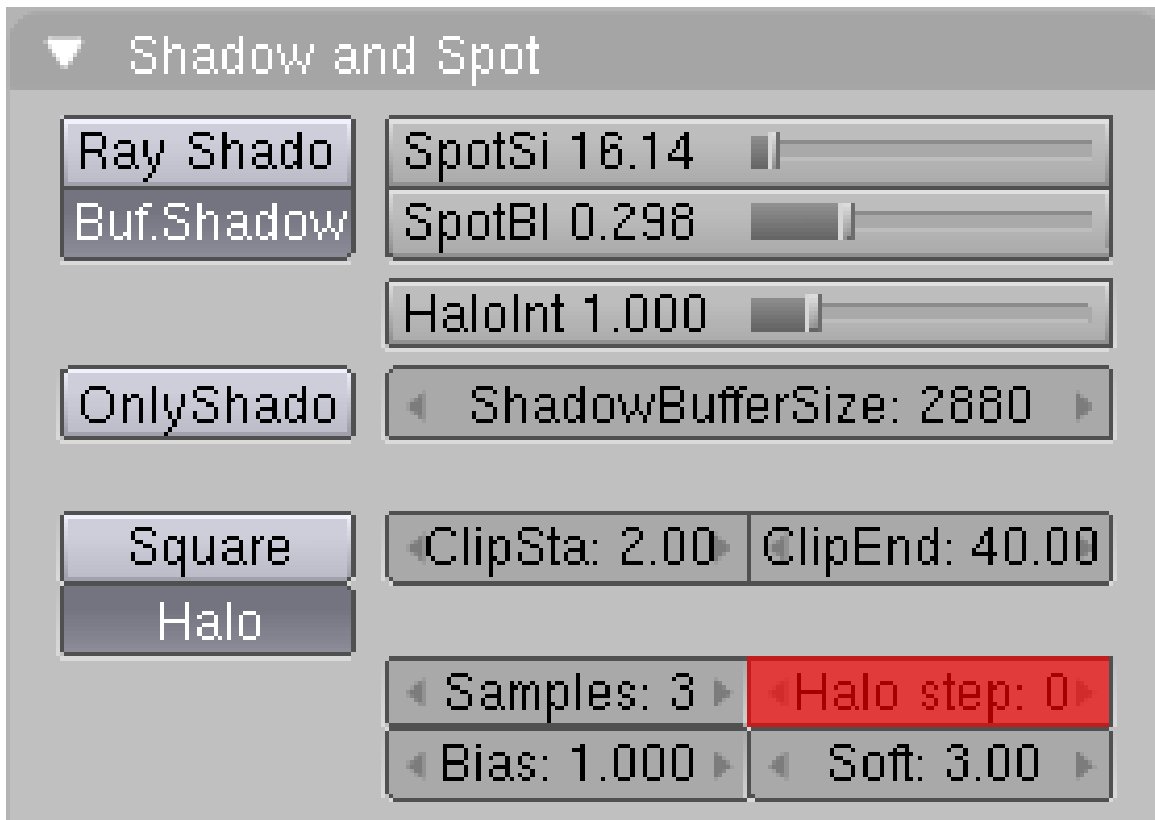 Shadow and Spot
Ray Shado SpotSi 16.14
Buf.Shadow SpotBl 0.298
HaloInt 1.000
OnlyShado ShadowBufferSize: 2880
Square ClipSta: 2.00 ClipEnd: 40.00
Halo
Samples: 3 Halo step: 0
Bias: 1.000 Soft: 3.00